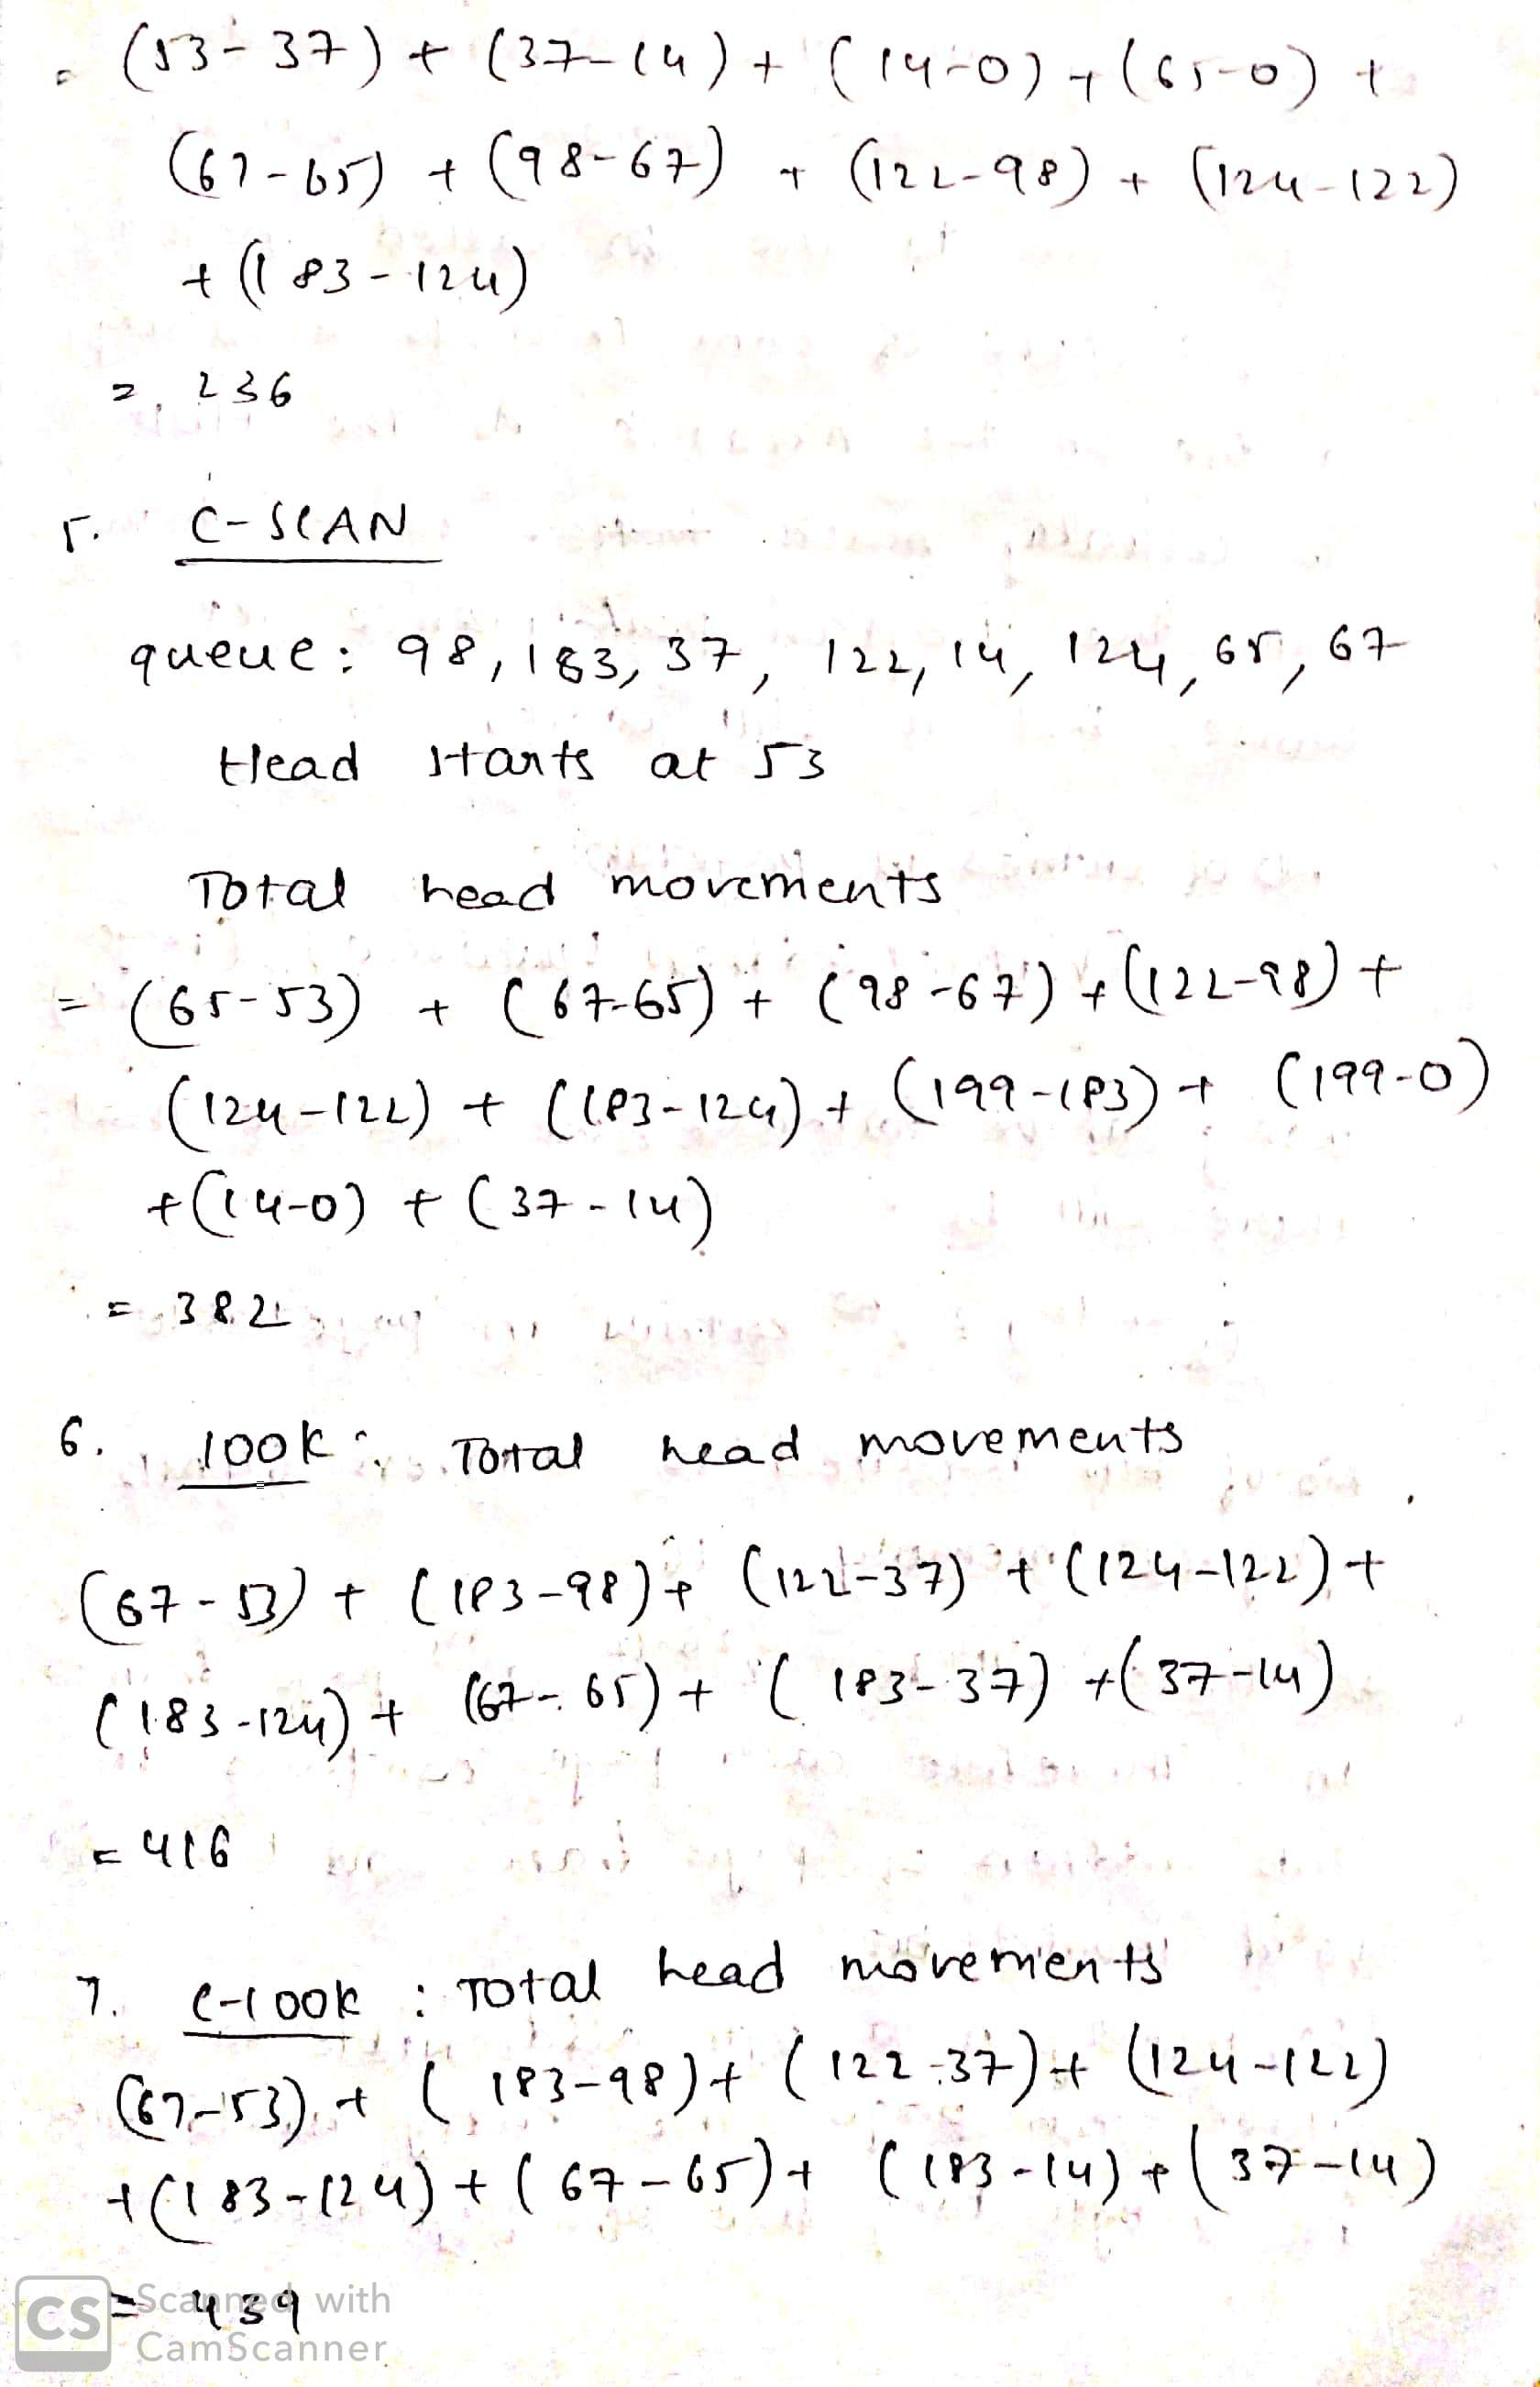 = (53-37) + (37-14) + (14-0) + (65-0) +
(67-65) + (98-67) + (122-98) + (124-122)
+ (183-124)
= 236
5. C-SCAN
queue: 98, 183, 37, 122, 14, 124, 65, 67
Head starts at 53
Total head movements
= (65-53) + (67-65) + (98-67) + (122-98) +
(124-122) + (183-124) + (199-183) + (199-0)
+ (14-0) + (37-14)
= 382
6. look: Total head movements
(67-53) + (183-98) + (122-37) + (124-122) +
(183-124) + (67-65) + (183-37) + (37-14)
= 416
7. C-look : Total head movements
(67-53) + (183-98) + (122-37) + (124-122)
+ (183-124) + (67-65) + (183-14) + (37-14)
= 439
CS Scanned with
CamScanner